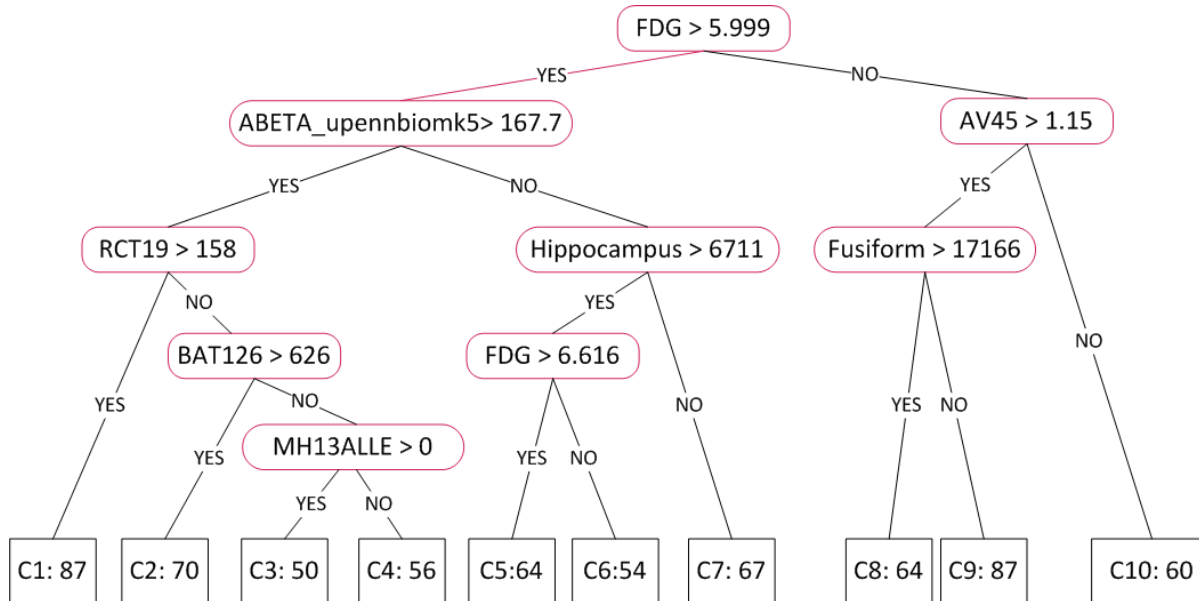 FDG > 5.999
YES
NO
ABETA_upennbiomk5> 167.7
AV45 > 1.15
YES
NO
YES
RCT19 > 158
Hippocampus > 6711
Fusiform > 17166
NO
YES
NO
BAT126 > 626
FDG > 6.616
YES
NO
NO
YES
NO
MH13ALLE > 0
YES
YES
NO
YES
NO
C1: 87
C2: 70
C3: 50
C4: 56
C5:64
C6:54
C7: 67
C8: 64
C9: 87
C10: 60